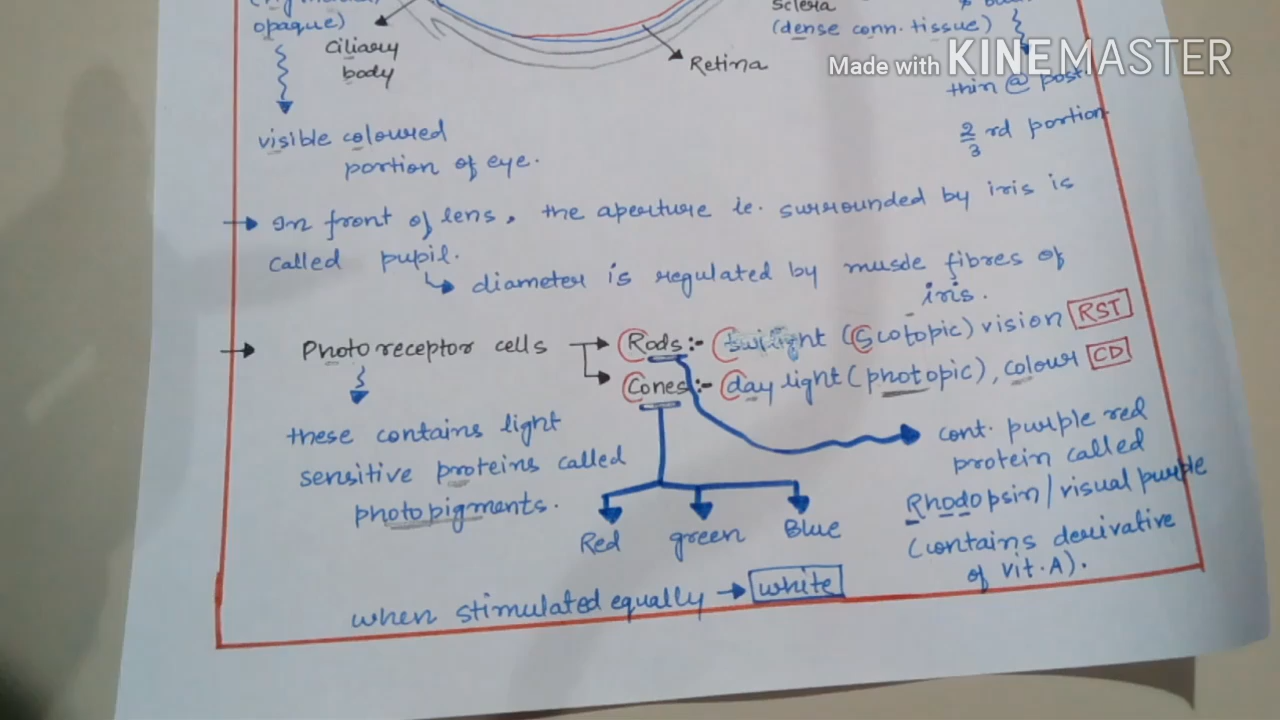 opaque)
Ciliary
body
Retina
sclera
(dense conn. tissue)
Made with KINEMASTER
thin @ post.
2/3 rd portion
visible coloured
portion of eye.
→ In front of lens, the aperture ie. surrounded by iris is
called pupil.
↳ diameter is regulated by muscle fibres of
iris.
→ Photoreceptor cells → Rods:- twilight (Scotopic) vision RST
→ Cones:- day light (photopic), colour CD
these contains light
sensitive proteins called
photopigments.
cont. purple red
protein called
Rhodopsin/visual purple
(contains derivative
of vit.A).
Red green Blue
when stimulated equally → white